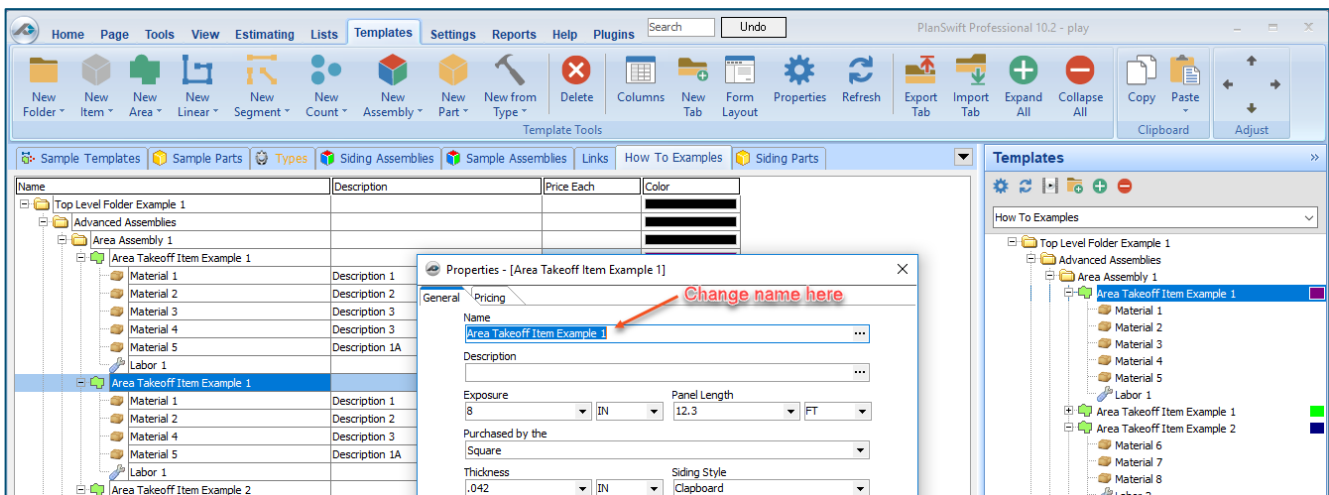 Home Page Tools View Estimating Lists Templates Settings Reports Help Plugins Search Undo PlanSwift Professional 10.2 - play
New Folder New Item New Area New Linear New Segment New Count New Assembly New Part New from Type Delete Columns New Tab Form Layout Properties Refresh Export Tab Import Tab Expand All Collapse All Copy Paste
Template Tools Clipboard Adjust
Sample Templates Sample Parts Types Siding Assemblies Sample Assemblies Links How To Examples Siding Parts
Name Description Price Each Color
Top Level Folder Example 1
Advanced Assemblies
Area Assembly 1
Area Takeoff Item Example 1
Material 1 Description 1
Material 2 Description 2
Material 3 Description 3
Material 4 Description 3
Material 5 Description 1A
Labor 1
Area Takeoff Item Example 1
Material 1 Description 1
Material 2 Description 2
Material 4 Description 3
Material 5 Description 1A
Labor 1
Area Takeoff Item Example 2
Properties - [Area Takeoff Item Example 1]
General Pricing
Change name here
Name
Area Takeoff Item Example 1
Description
Exposure Panel Length
8 IN 12.3 FT
Purchased by the
Square
Thickness Siding Style
.042 IN Clapboard
Templates
How To Examples
Top Level Folder Example 1
Advanced Assemblies
Area Assembly 1
Area Takeoff Item Example 1
Material 1
Material 2
Material 3
Material 4
Material 5
Labor 1
Area Takeoff Item Example 1
Area Takeoff Item Example 2
Material 6
Material 7
Material 8